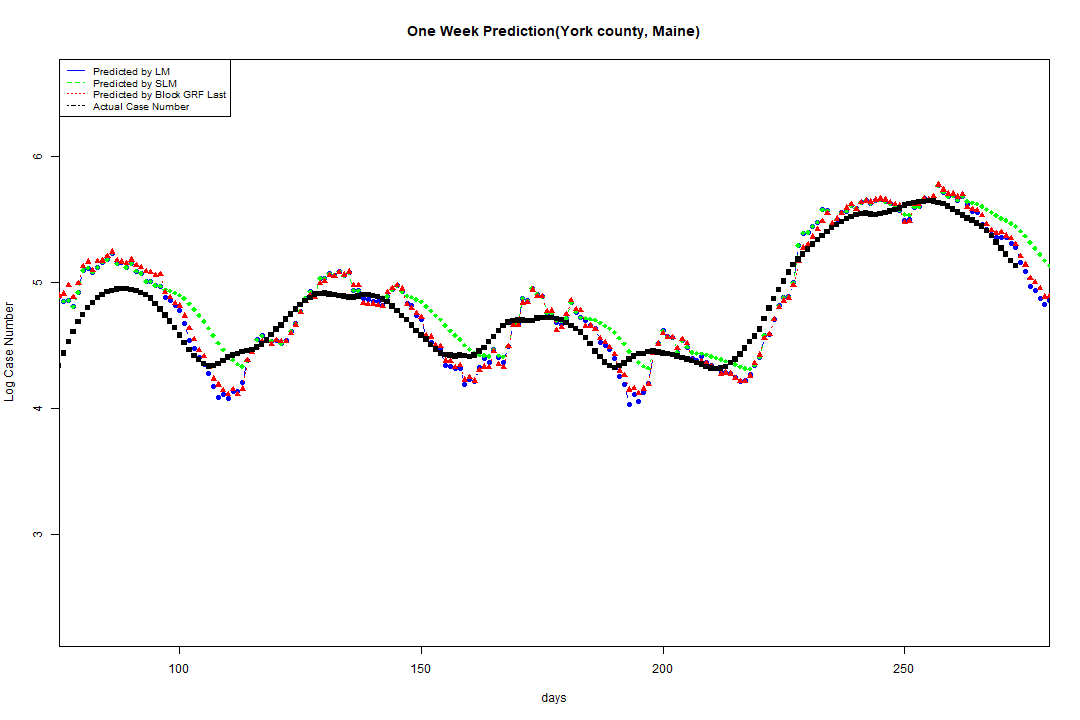 One Week Prediction(York county, Maine)
Predicted by LM
Predicted by SLM
Predicted by Block GRF Last
Actual Case Number
6
5
4
3
Log Case Number
100 150 200 250
days